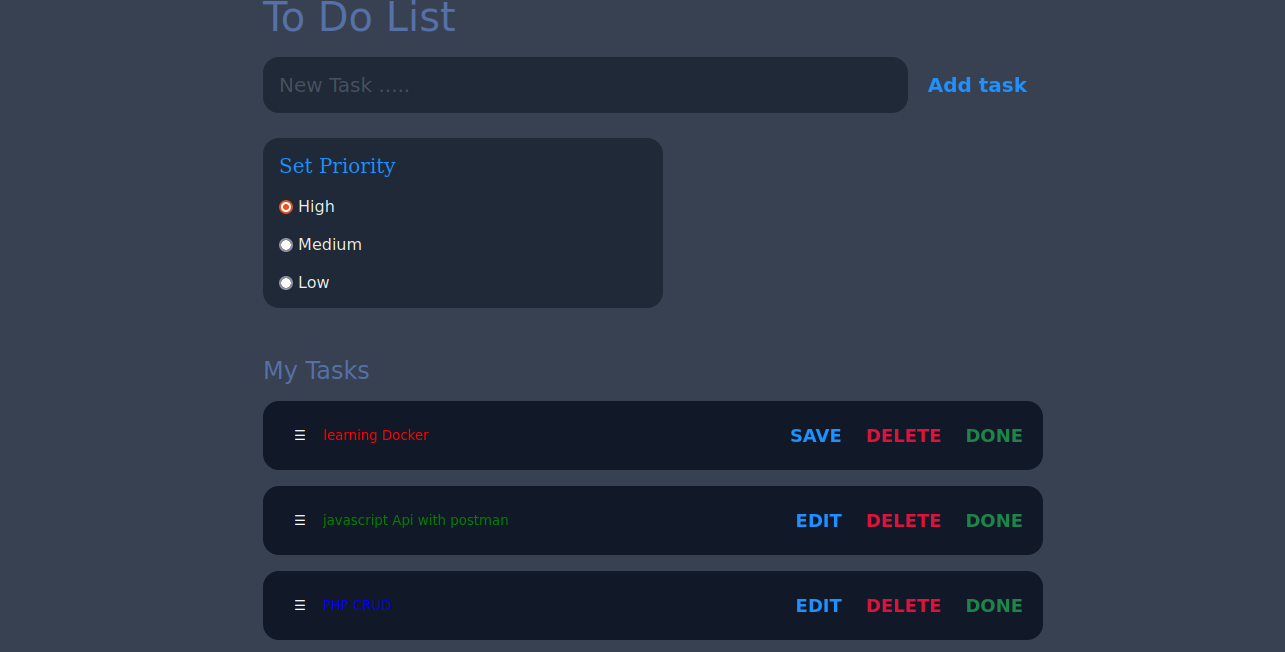 To Do List
New Task .....
Add task
Set Priority
High
Medium
Low
My Tasks
☰ learning Docker SAVE DELETE DONE
☰ javascript Api with postman EDIT DELETE DONE
☰ PHP CRUD EDIT DELETE DONE